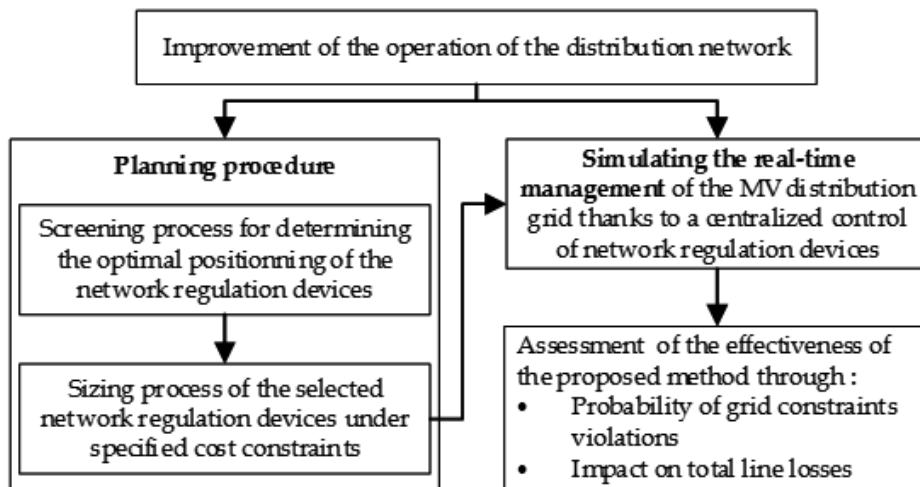 Improvement of the operation of the distribution network
Planning procedure
Screening process for determining
the optimal positionning of the
network regulation devices
Sizing process of the selected
network regulation devices under
specified cost constraints
Simulating the real-time
management of the MV distribution
grid thanks to a centralized control
of network regulation devices
Assessment of the effectiveness of
the proposed method through :
• Probability of grid constraints
violations
• Impact on total line losses